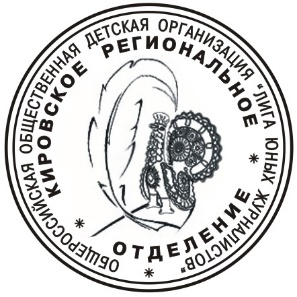 ОБЩЕРОССИЙСКАЯ ОБЩЕСТВЕННАЯ ДЕТСКАЯ ОРГАНИЗАЦИЯ "ЛИГА ЮНЫХ ЖУРНАЛИСТОВ"
КИРОВСКОЕ РЕГИОНАЛЬНОЕ
ОТДЕЛЕНИЕ